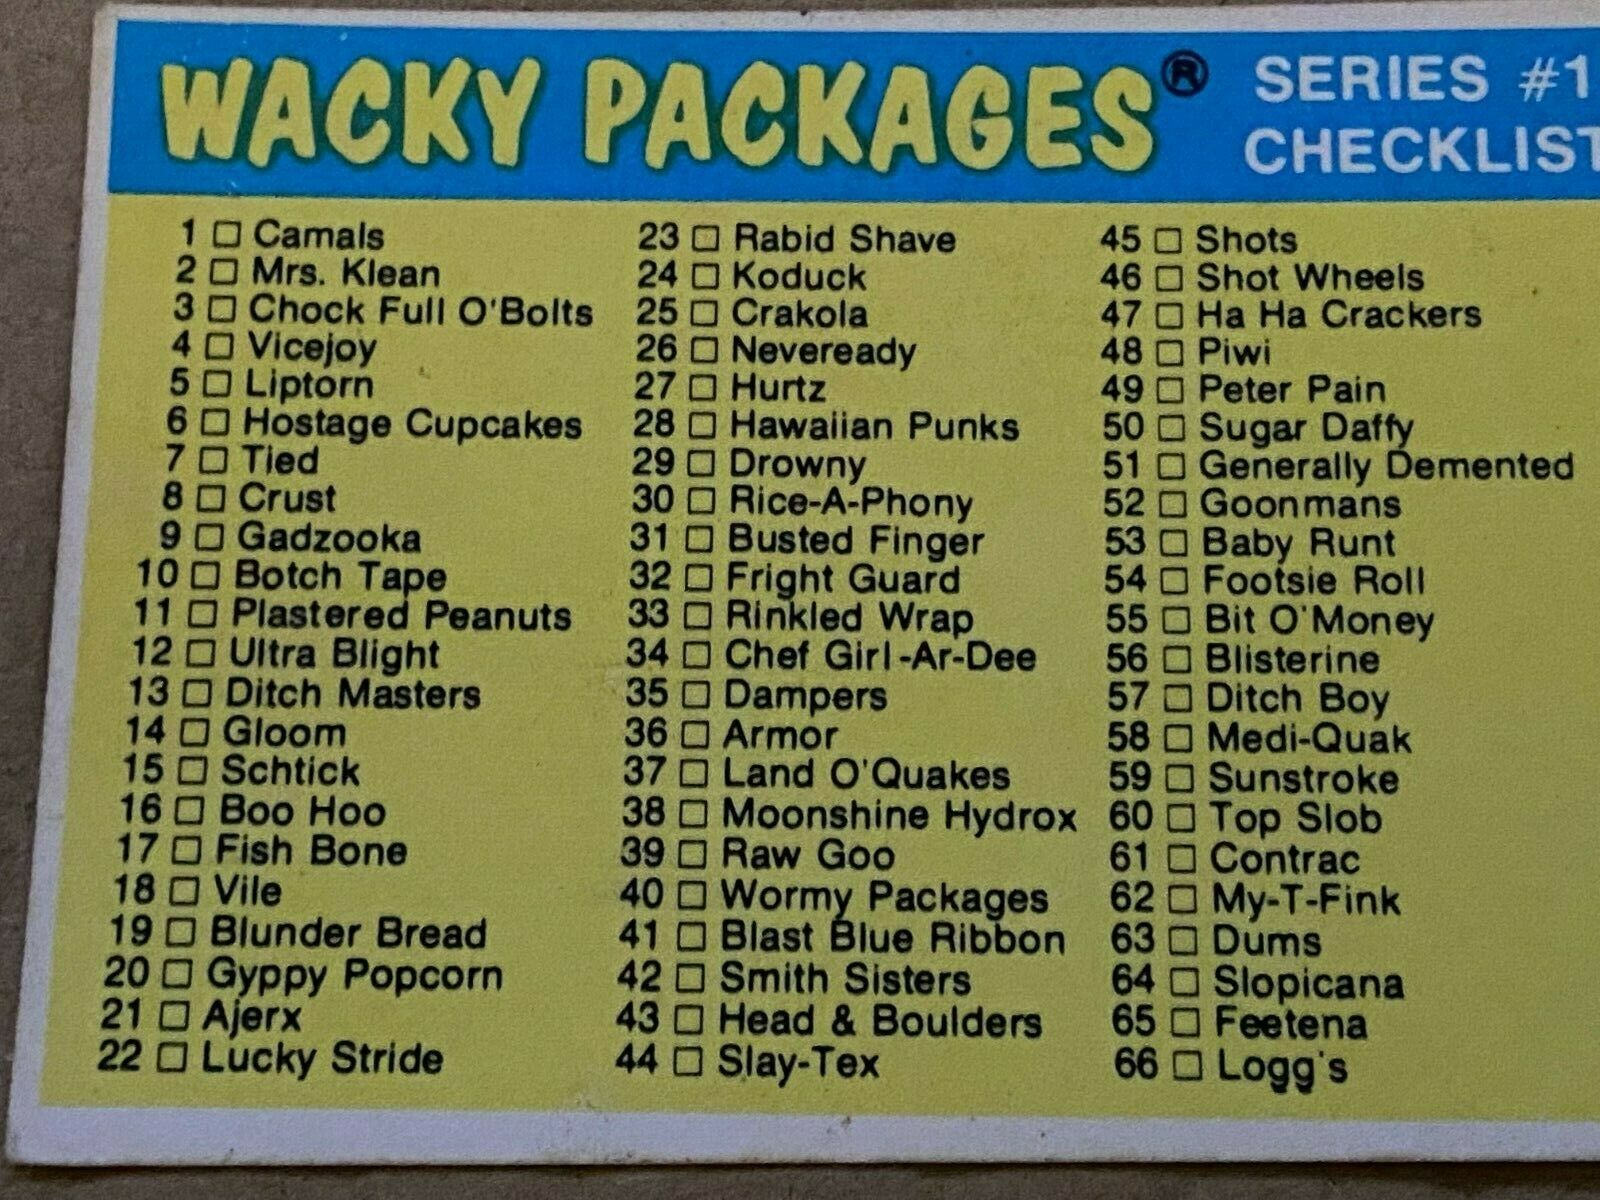 WACKY PACKAGES® SERIES #1
CHECKLIST
1 □ Camals
2 □ Mrs. Klean
3 □ Chock Full O'Bolts
4 □ Vicejoy
5 □ Liptorn
6 □ Hostage Cupcakes
7 □ Tied
8 □ Crust
9 □ Gadzooka
10 □ Botch Tape
11 □ Plastered Peanuts
12 □ Ultra Blight
13 □ Ditch Masters
14 □ Gloom
15 □ Schtick
16 □ Boo Hoo
17 □ Fish Bone
18 □ Vile
19 □ Blunder Bread
20 □ Gyppy Popcorn
21 □ Ajerx
22 □ Lucky Stride
23 □ Rabid Shave
24 □ Koduck
25 □ Crakola
26 □ Neveready
27 □ Hurtz
28 □ Hawaiian Punks
29 □ Drowny
30 □ Rice-A-Phony
31 □ Busted Finger
32 □ Fright Guard
33 □ Rinkled Wrap
34 □ Chef Girl-Ar-Dee
35 □ Dampers
36 □ Armor
37 □ Land O'Quakes
38 □ Moonshine Hydrox
39 □ Raw Goo
40 □ Wormy Packages
41 □ Blast Blue Ribbon
42 □ Smith Sisters
43 □ Head & Boulders
44 □ Slay-Tex
45 □ Shots
46 □ Shot Wheels
47 □ Ha Ha Crackers
48 □ Piwi
49 □ Peter Pain
50 □ Sugar Daffy
51 □ Generally Demented
52 □ Goonmans
53 □ Baby Runt
54 □ Footsie Roll
55 □ Bit O'Money
56 □ Blisterine
57 □ Ditch Boy
58 □ Medi-Quak
59 □ Sunstroke
60 □ Top Slob
61 □ Contrac
62 □ My-T-Fink
63 □ Dums
64 □ Slopicana
65 □ Feetena
66 □ Logg's